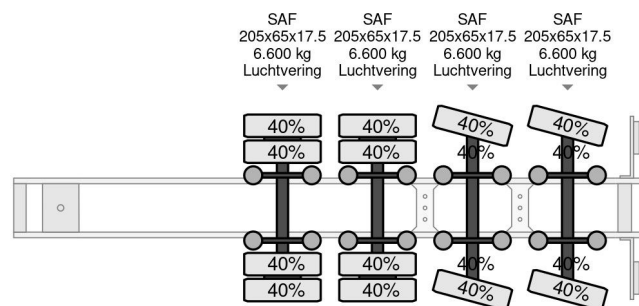 SAF SAF SAF SAF
205x65x17.5 205x65x17.5 205x65x17.5 205x65x17.5
6.600 kg 6.600 kg 6.600 kg 6.600 kg
Luchtvering Luchtvering Luchtvering Luchtvering
40% 40% 40% 40%
40% 40% 40% 40%
40% 40% 40% 40%
40% 40% 40% 40%